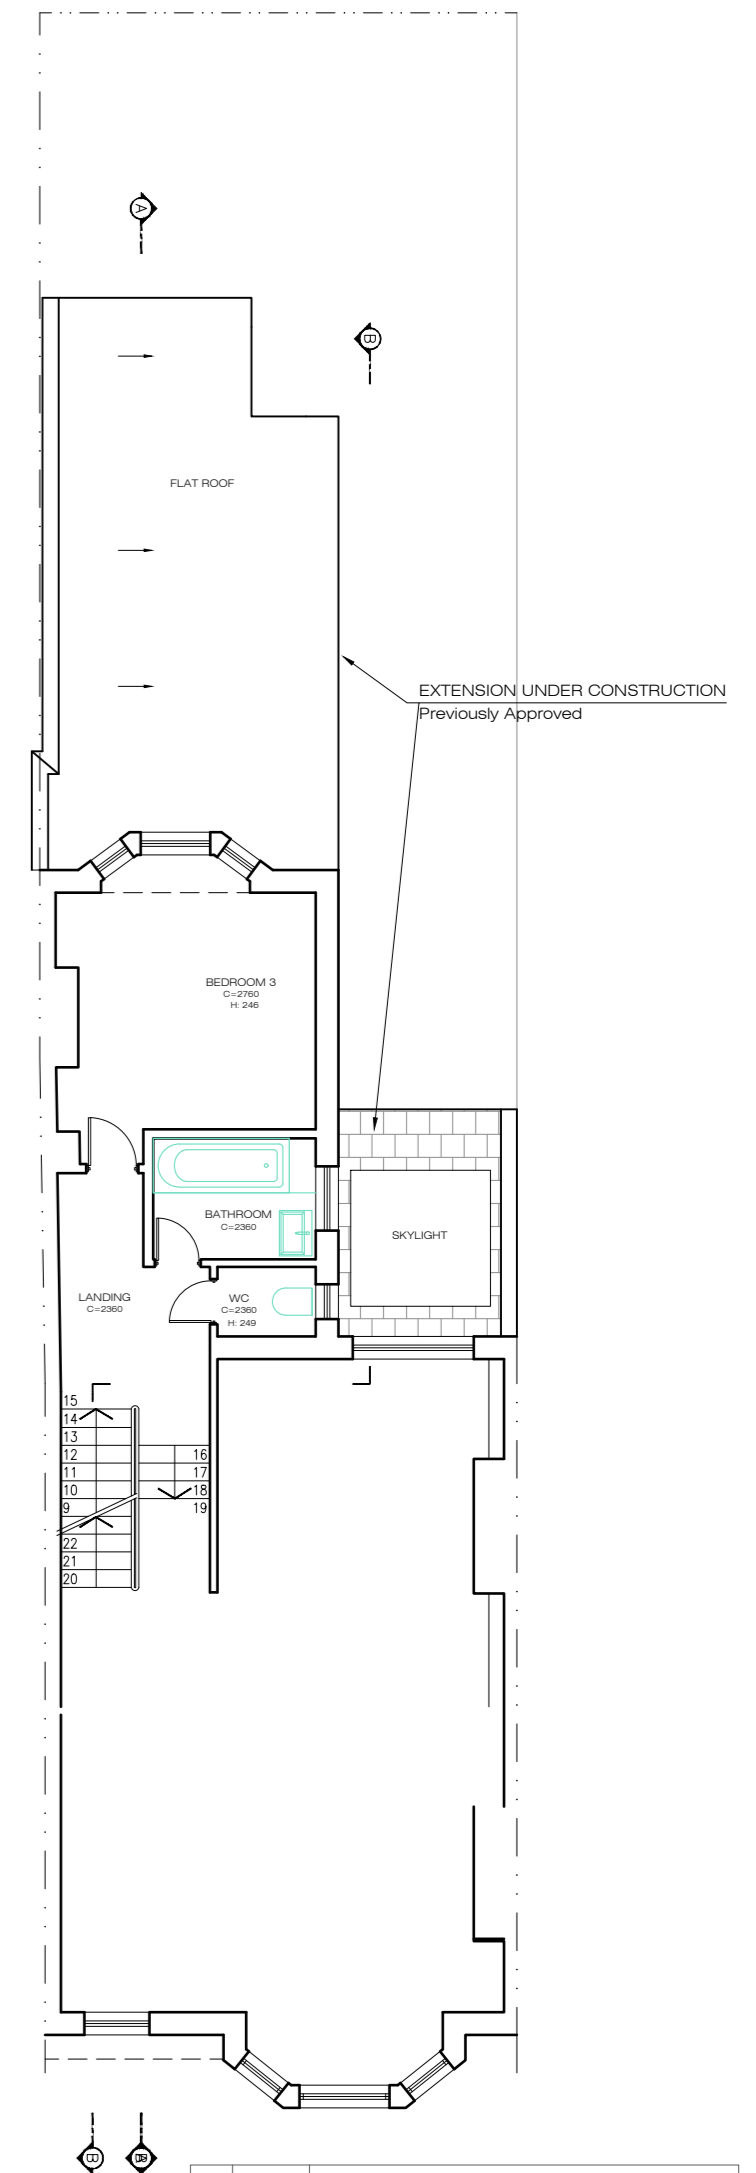 A
B
FLAT ROOF
EXTENSION UNDER CONSTRUCTION
Previously Approved
BEDROOM 3
C=2760
H: 246
BATHROOM
C=2360
SKYLIGHT
LANDING
C=2360
WC
C=2360
H: 249
15
14
13
12
11
10
9
22
21
20
16
17
18
19
B